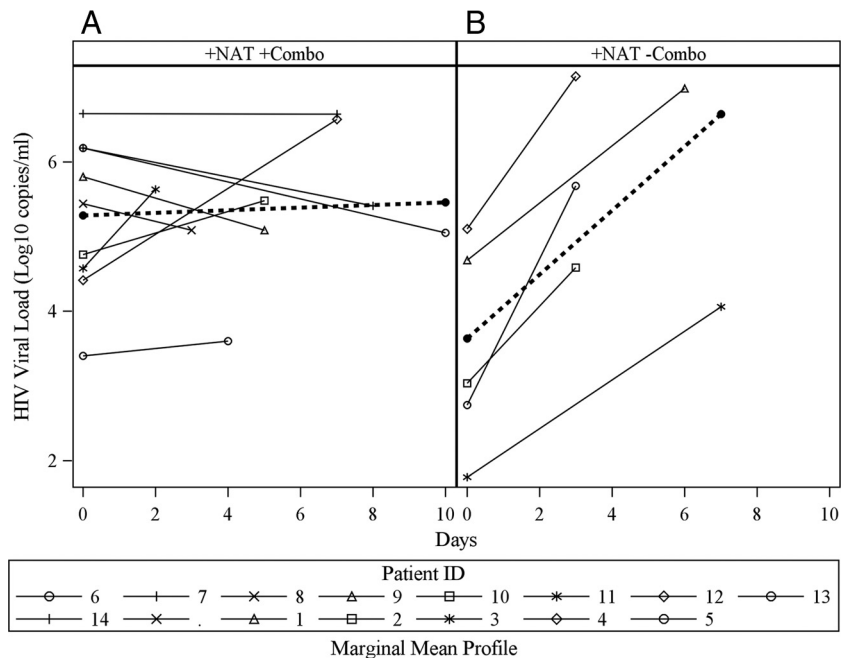 A B
+NAT +Combo +NAT -Combo
HIV Viral Load (Log10 copies/ml)
6
4
2
0 2 4 6 8 10 0 2 4 6 8 10
Days
Patient ID
6 7 8 9 10 11 12 13
14 . 1 2 3 4 5
Marginal Mean Profile